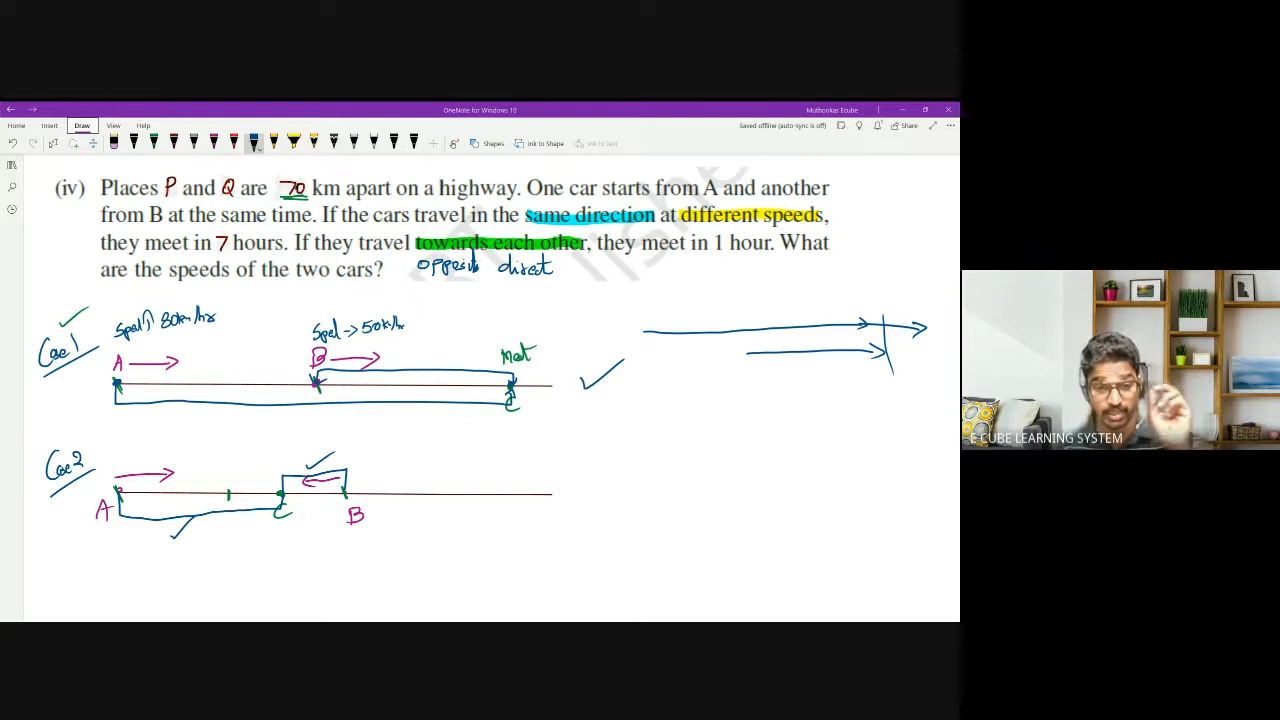 OneNote for Windows 10
Muthookas Ecube
Home Insert Draw View Help
Saved offline (auto-sync is off)
Share
Shapes
Ink to Shape
Ink to Text
(iv) Places P and Q are 70 km apart on a highway. One car starts from A and another
from B at the same time. If the cars travel in the same direction at different speeds,
they meet in 7 hours. If they travel towards each other, they meet in 1 hour. What
are the speeds of the two cars?
direct
Case 1
80km/hr
50km/hr
A
B
Meet
C
Case 2
A
C
B
E CUBE LEARNING SYSTEM